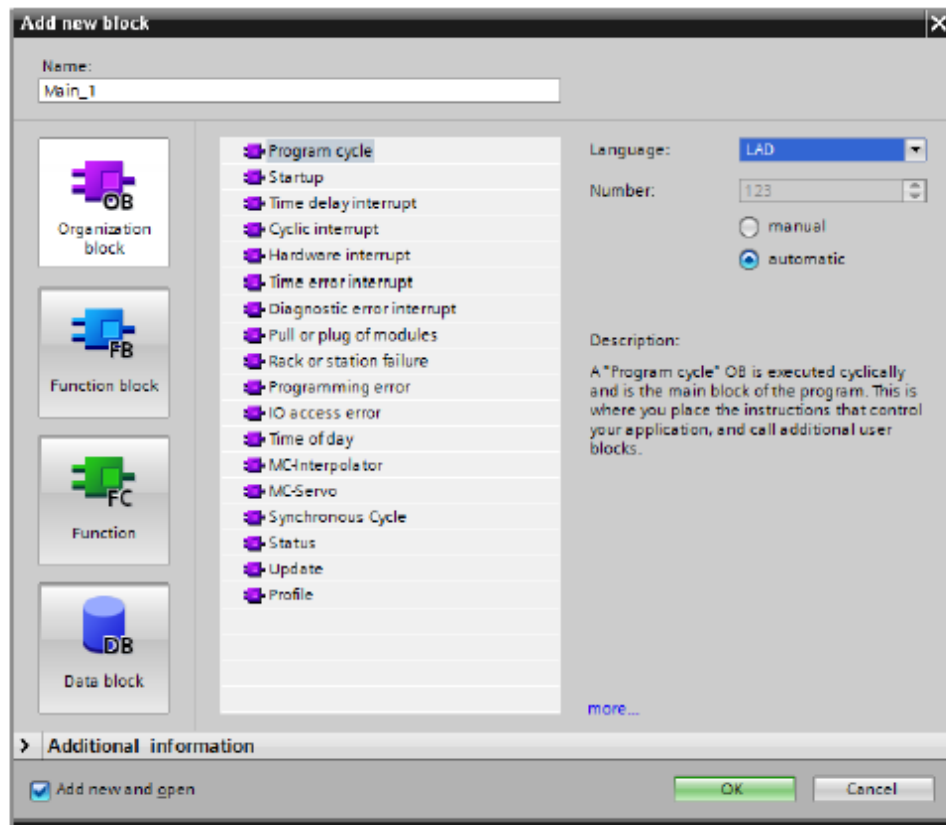 Add new block
Name:
Main_1
OB
Organization
block
FB
Function block
FC
Function
DB
Data block
Program cycle
Startup
Time delay interrupt
Cyclic interrupt
Hardware interrupt
Time error interrupt
Diagnostic error interrupt
Pull or plug of modules
Rack or station failure
Programming error
IO access error
Time of day
MC-Interpolator
MC-Servo
Synchronous Cycle
Status
Update
Profile
Language:
LAD
Number:
123
manual
automatic
Description:
A "Program cycle" OB is executed cyclically
and is the main block of the program. This is
where you place the instructions that control
your application, and call additional user
blocks.
more...
Additional information
Add new and open
OK
Cancel